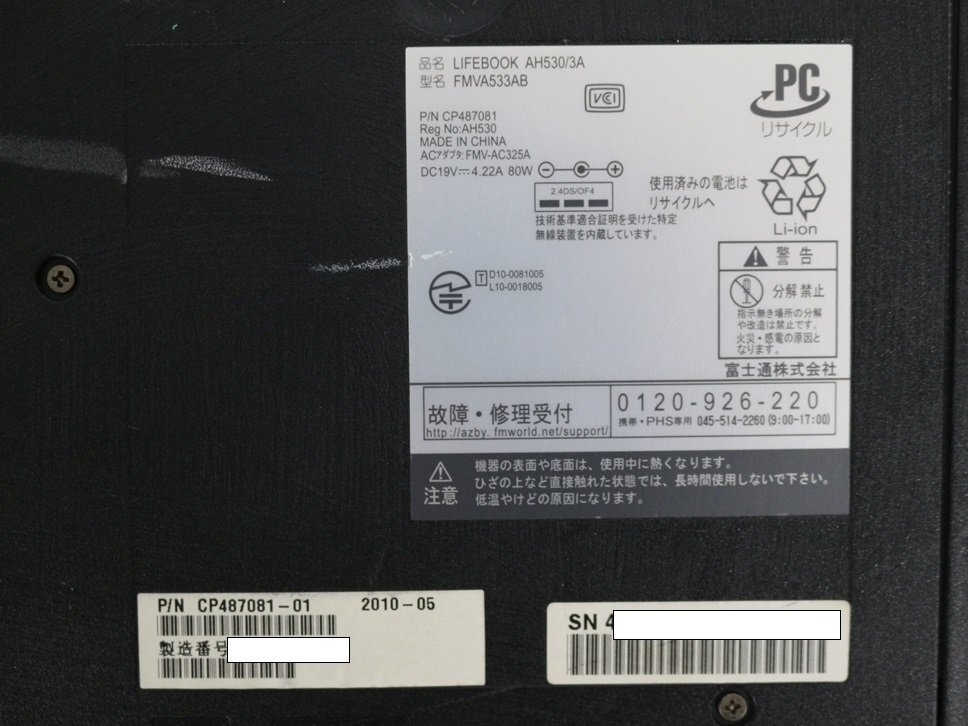 品名 LIFEBOOK AH530/3A
型名 FMVA533AB
VCI
P/N CP487081
Reg No:AH530
MADE IN CHINA
ACアダプタ:FMV-AC325A
DC19V⎓4.22A 80W
2.4DS/OF4
技術基準適合証明を受けた特定
無線装置を内蔵しています。
T D10-0081005
L10-0018005
PC
リサイクル
使用済みの電池は
リサイクルへ
Li-ion
警告
分解禁止
指示無き場所の分解
や改造は禁止です。
火災・感電の原因と
なります。
富士通株式会社
故障・修理受付
http://azby.fmworld.net/support/
0120-926-220
携帯・PHS専用 045-514-2260 (9:00-17:00)
注意
機器の表面や底面は、使用中に熱くなります。
ひざの上など直接触れた状態では、長時間使用しないで下さい。
低温やけどの原因になります。
P/N CP487081-01 2010-05
製造番号
SN 4